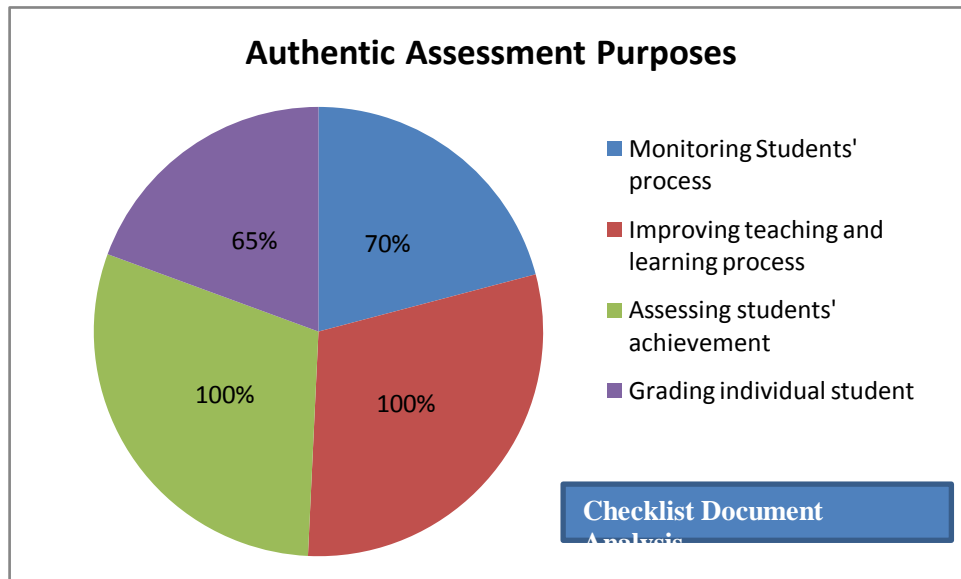 Authentic Assessment Purposes
65%
70%
100%
100%
Monitoring Students'
process
Improving teaching and
learning process
Assessing students'
achievement
Grading individual student
Checklist Document
Analysis